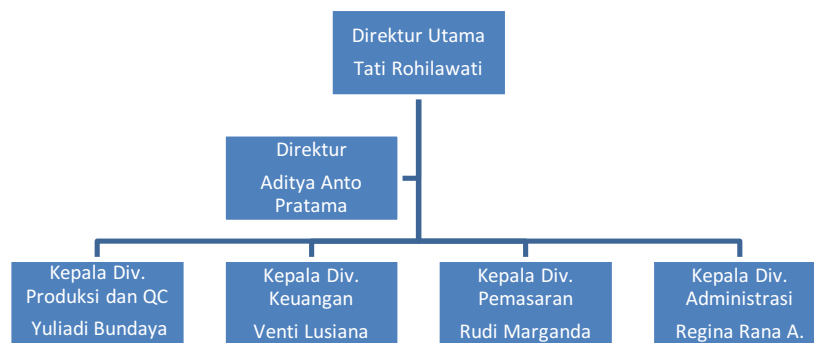 Direktur Utama
Tati Rohilawati
Direktur
Aditya Anto
Pratama
Kepala Div.
Produksi dan QC
Yuliadi Bundaya
Kepala Div.
Keuangan
Venti Lusiana
Kepala Div.
Pemasaran
Rudi Marganda
Kepala Div.
Administrasi
Regina Rana A.